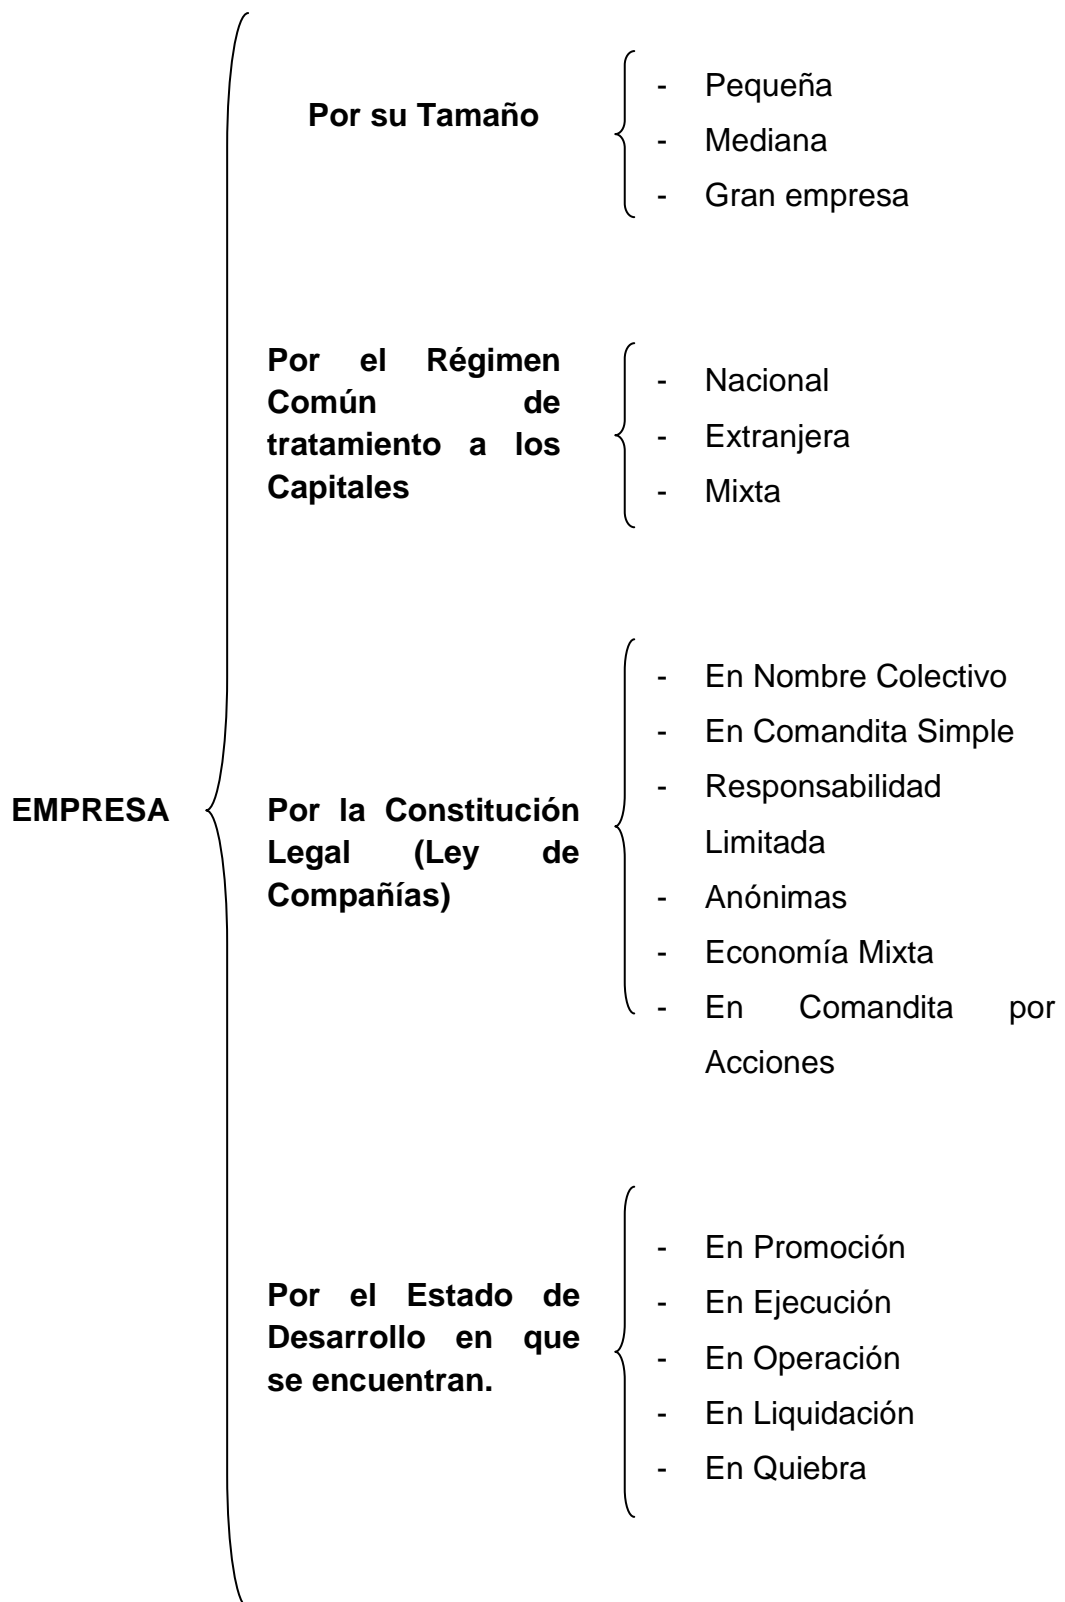 EMPRESA
Por su Tamaño
- Pequeña
- Mediana
- Gran empresa
Por el Régimen
Común de
tratamiento a los
Capitales
- Nacional
- Extranjera
- Mixta
Por la Constitución
Legal (Ley de
Compañías)
- En Nombre Colectivo
- En Comandita Simple
- Responsabilidad
Limitada
- Anónimas
- Economía Mixta
- En Comandita por
Acciones
Por el Estado de
Desarrollo en que
se encuentran.
- En Promoción
- En Ejecución
- En Operación
- En Liquidación
- En Quiebra